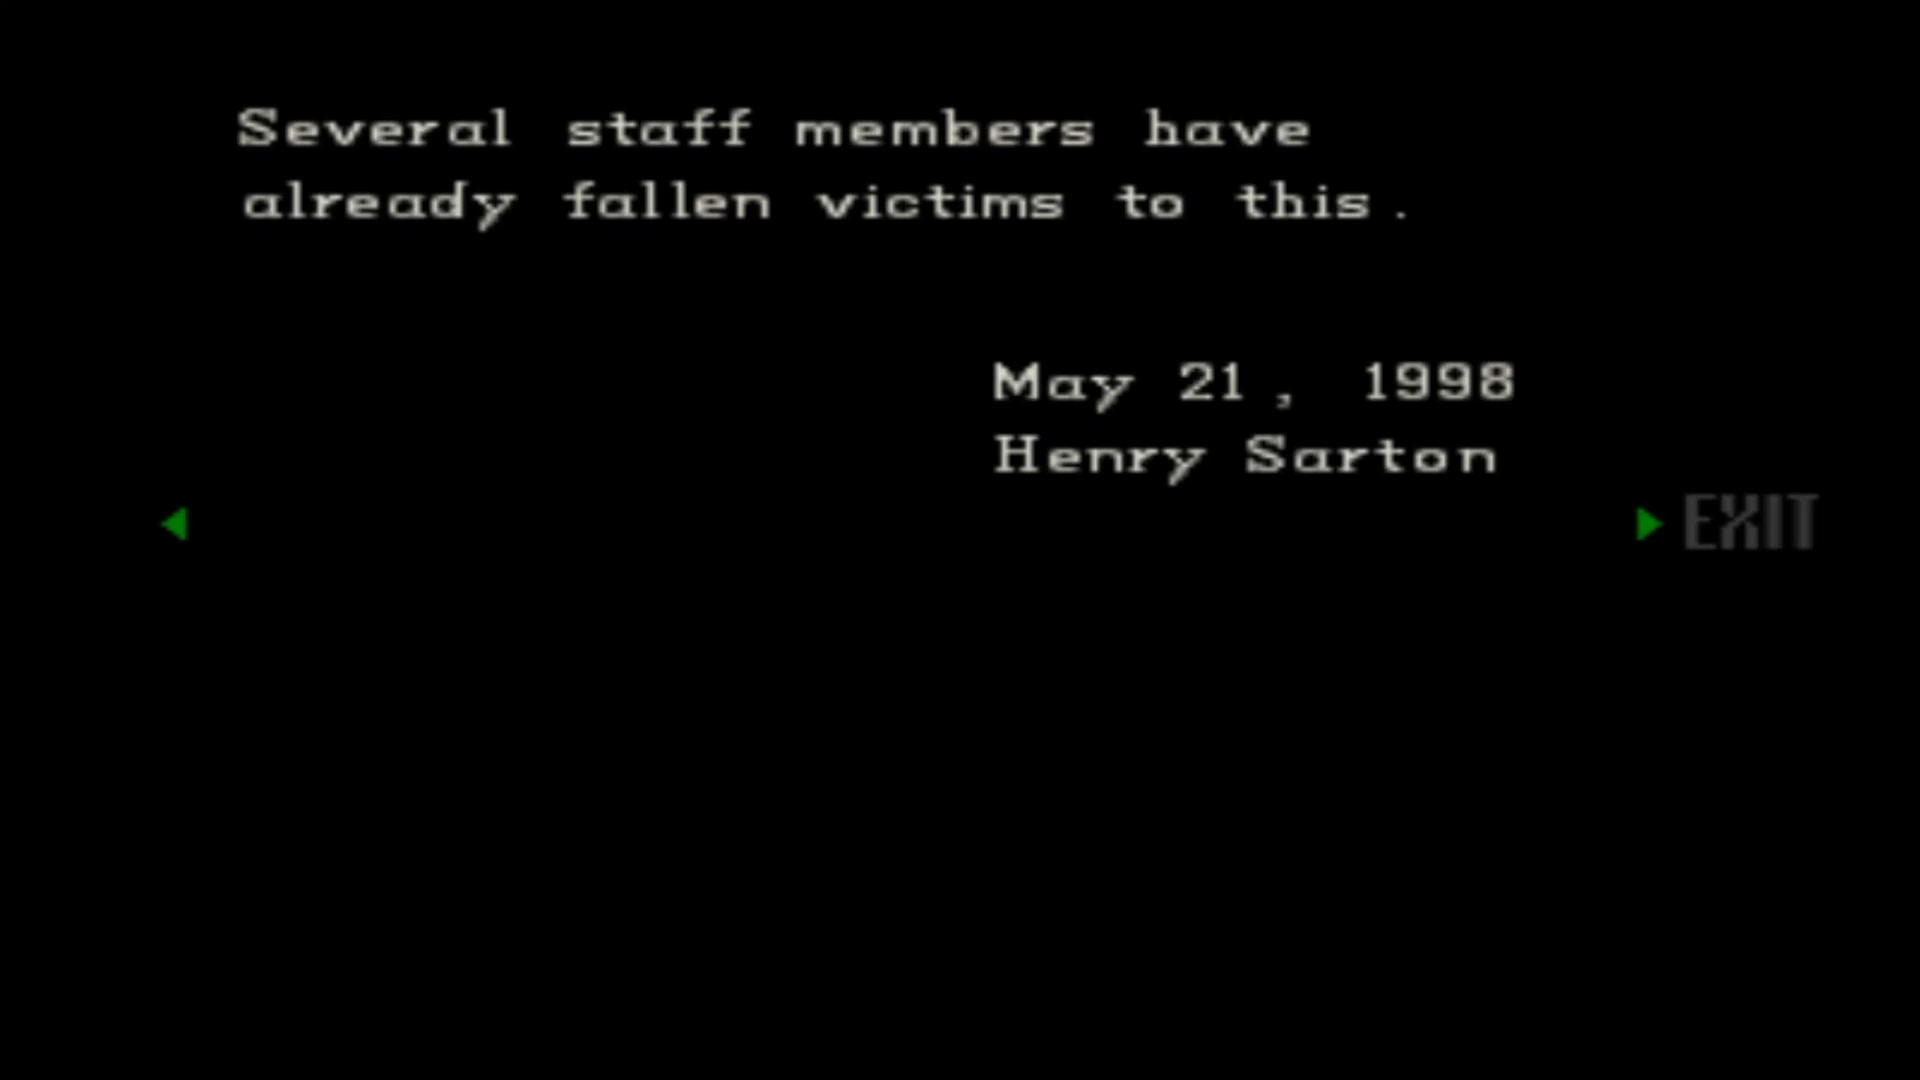 Several staff members have
already fallen victims to this.
May 21, 1998
Henry Sarton
EXIT